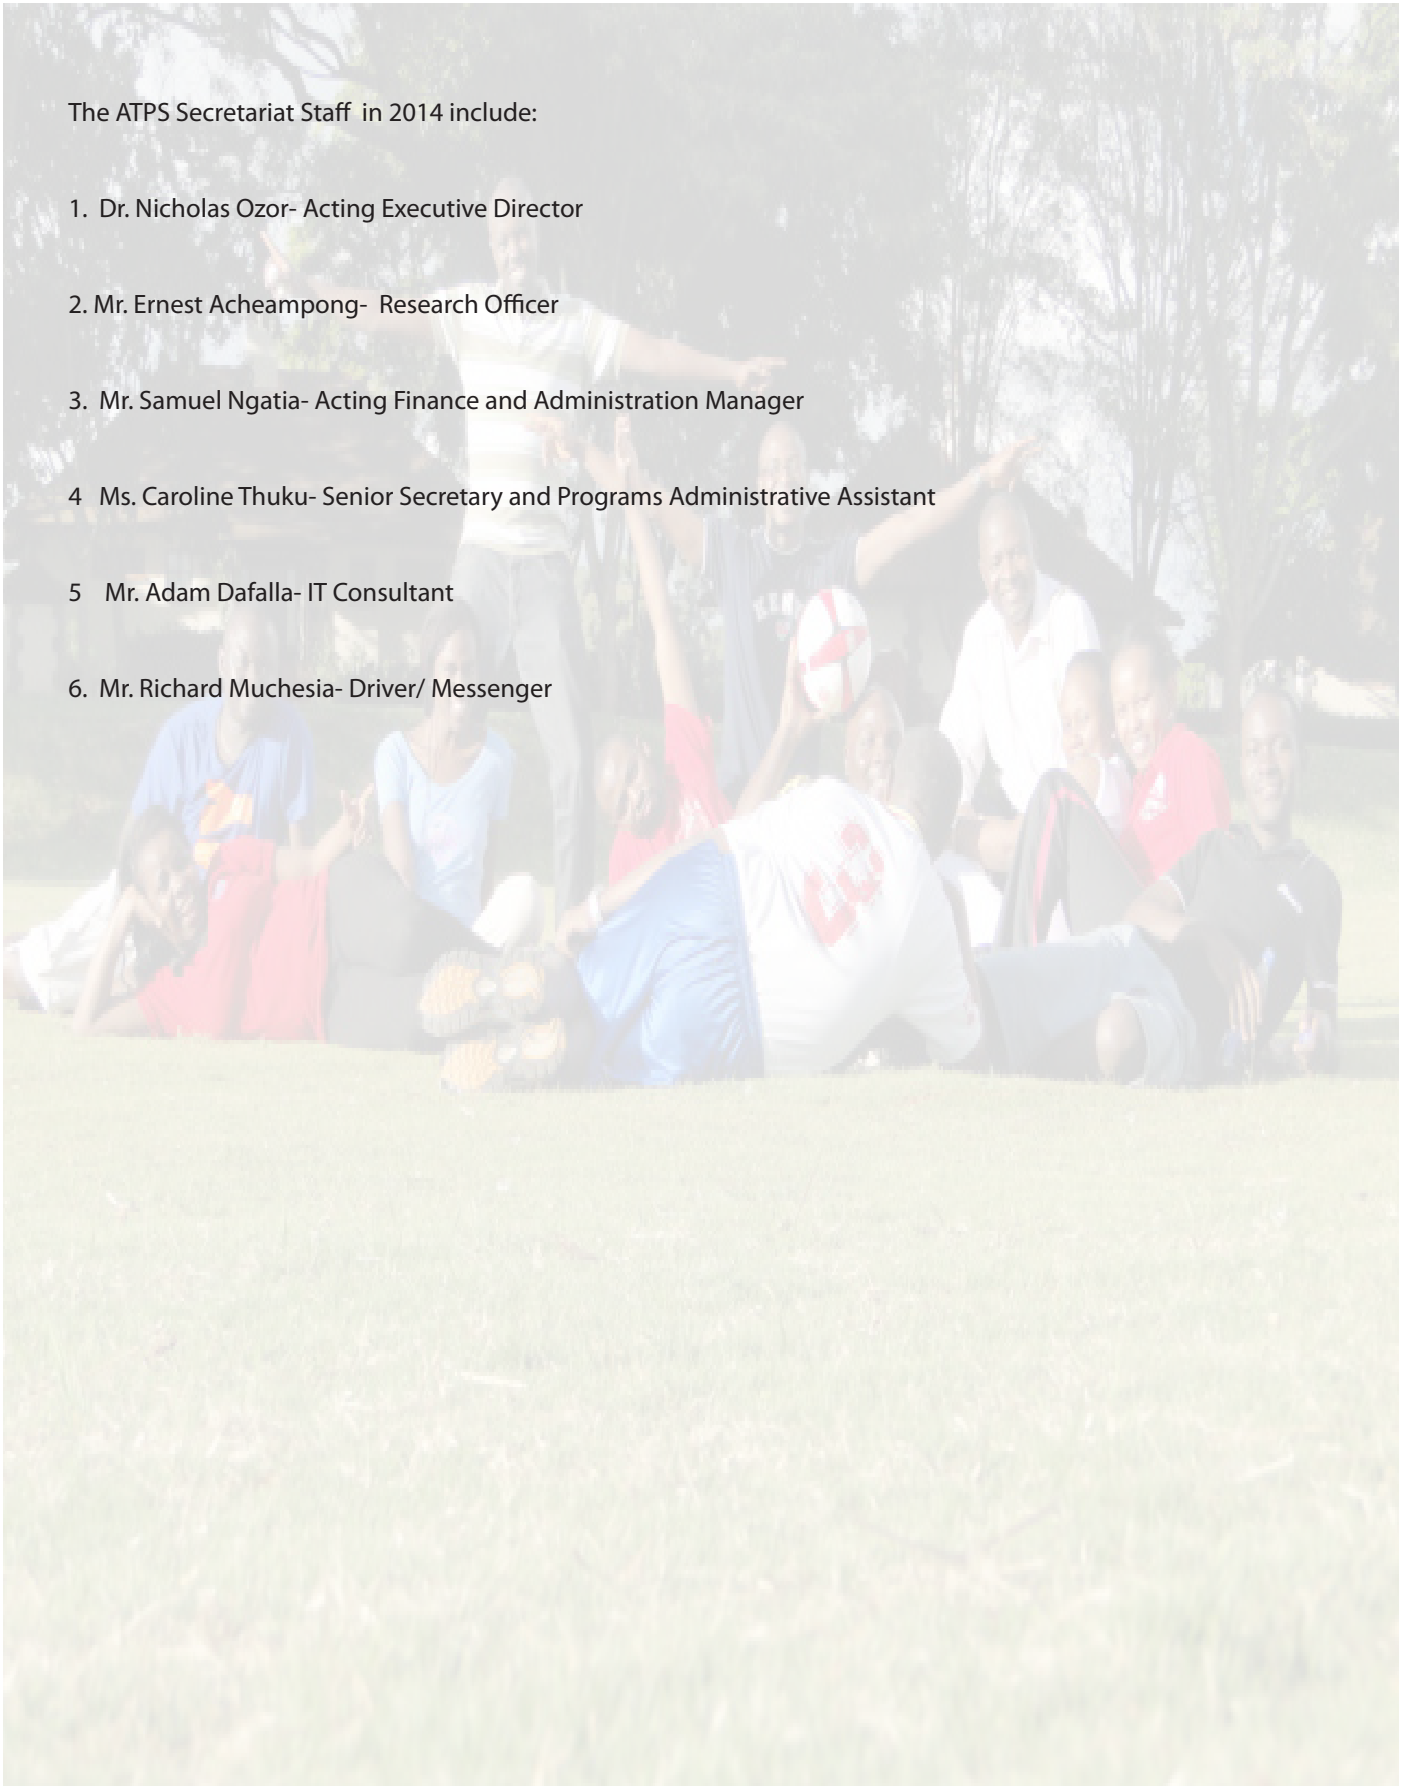 The ATPS Secretariat Staff in 2014 include:
1. Dr. Nicholas Ozor- Acting Executive Director
2. Mr. Ernest Acheampong- Research Officer
3. Mr. Samuel Ngatia- Acting Finance and Administration Manager
4 Ms. Caroline Thuku- Senior Secretary and Programs Administrative Assistant
5 Mr. Adam Dafalla- IT Consultant
6. Mr. Richard Muchesia- Driver/ Messenger